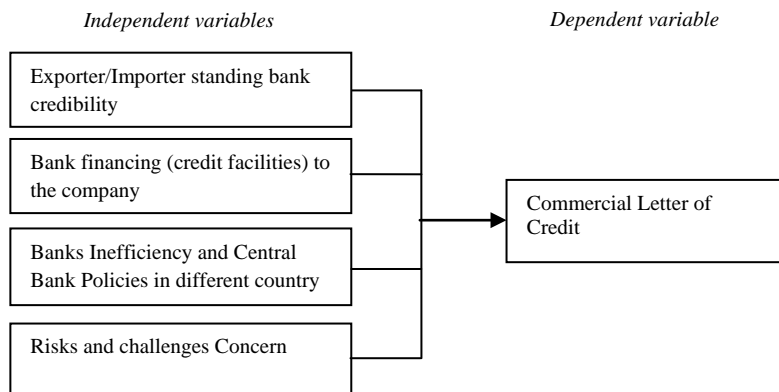 Independent variables
Dependent variable
Exporter/Importer standing bank
credibility
Bank financing (credit facilities) to
the company
Banks Inefficiency and Central
Bank Policies in different country
Risks and challenges Concern
Commercial Letter of
Credit